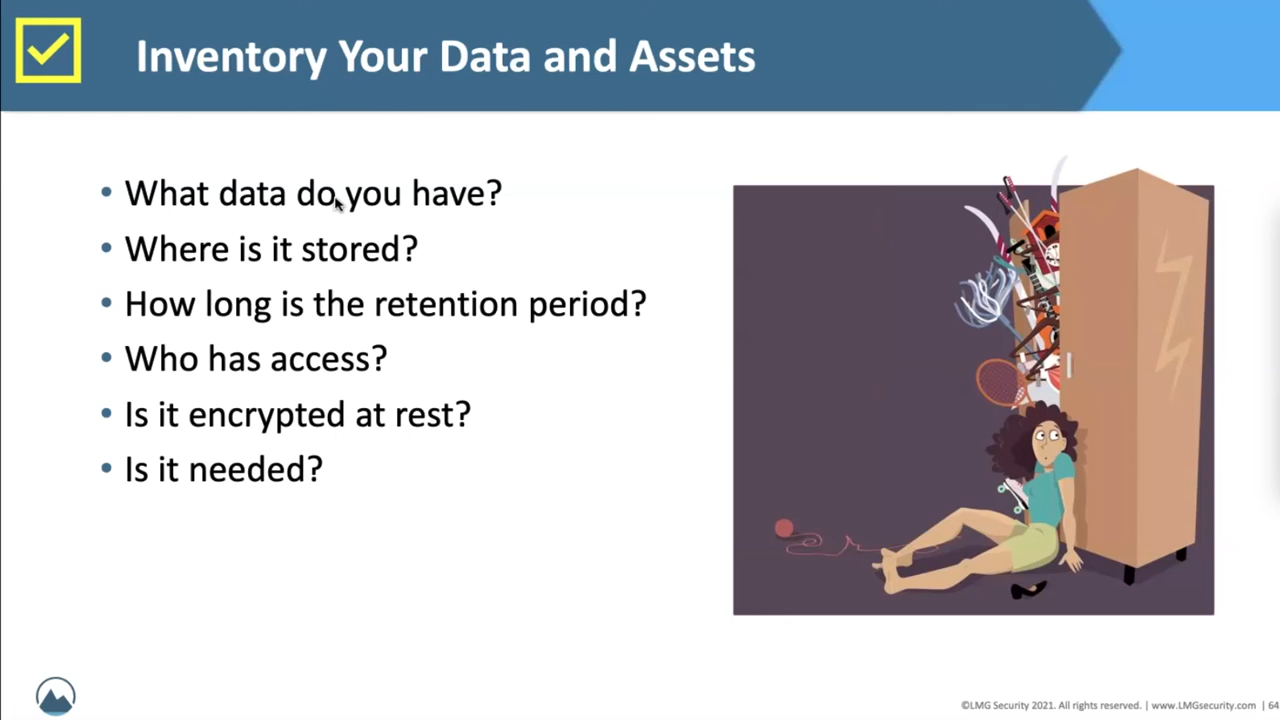 Inventory Your Data and Assets
• What data do you have?
• Where is it stored?
• How long is the retention period?
• Who has access?
• Is it encrypted at rest?
• Is it needed?
©LMG Security 2021. All rights reserved. | www.LMGsecurity.com | 64